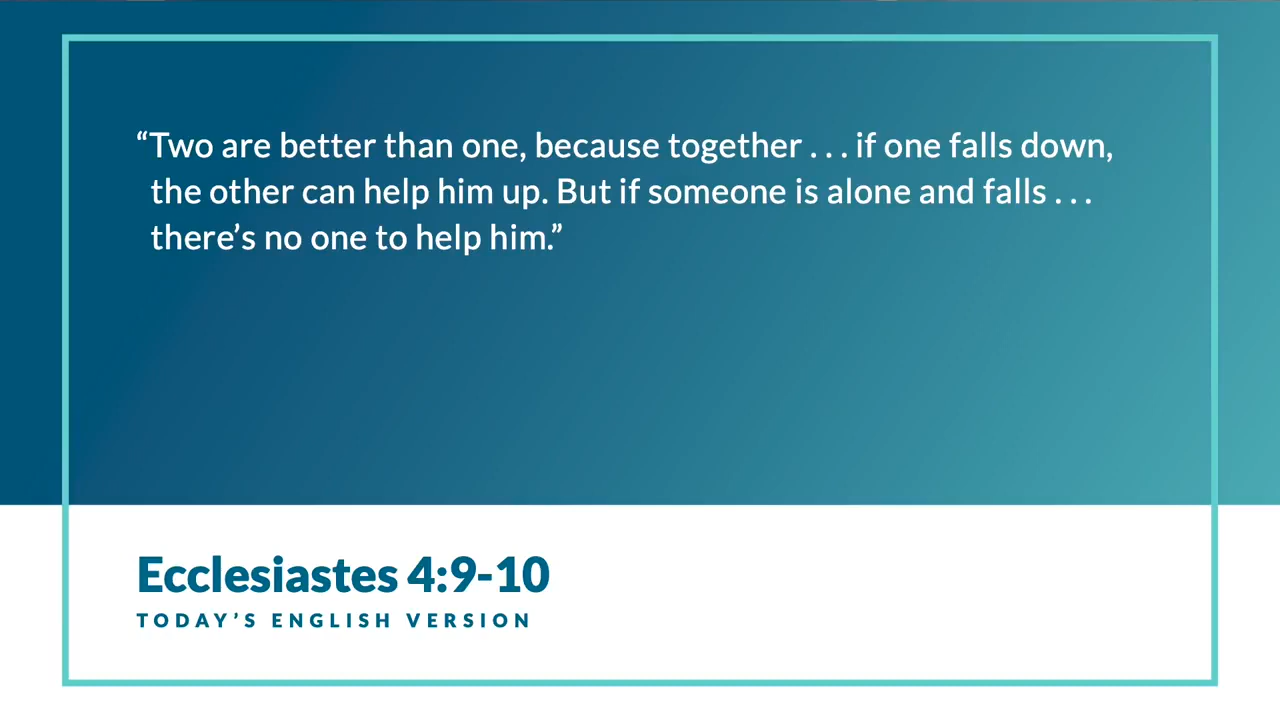 “Two are better than one, because together . . . if one falls down,
the other can help him up. But if someone is alone and falls . . .
there’s no one to help him.”
Ecclesiastes 4:9-10
TODAY’S ENGLISH VERSION